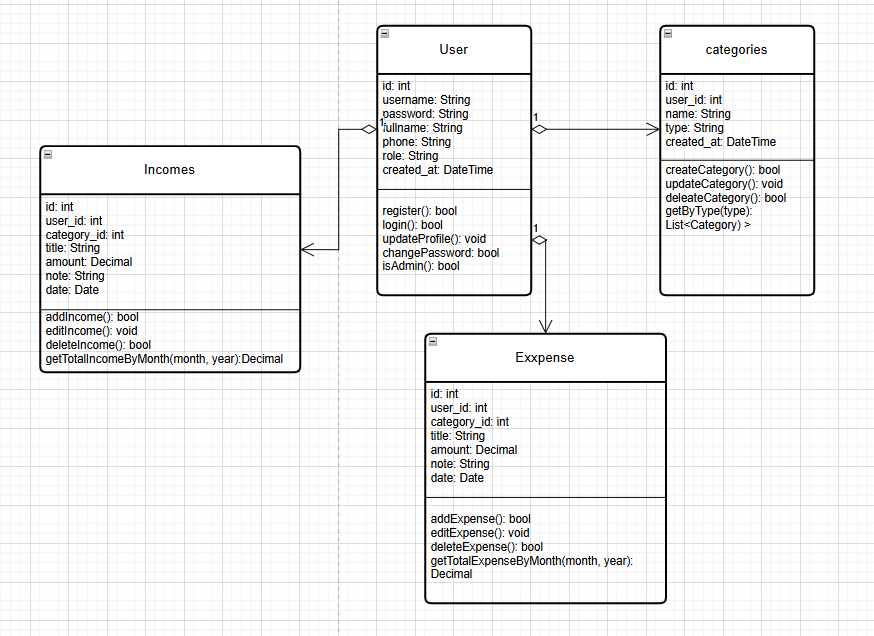 User
id: int
username: String
password: String
fullname: String
phone: String
role: String
created_at: DateTime
register(): bool
login(): bool
updateProfile(): void
changePassword: bool
isAdmin(): bool
1
1
1
categories
id: int
user_id: int
name: String
type: String
created_at: DateTime
createCategory(): bool
updateCategory(): void
deleateCategory(): bool
getByType(type):
List<Category) >
Incomes
id: int
user_id: int
category_id: int
title: String
amount: Decimal
note: String
date: Date
addIncome(): bool
editIncome(): void
deleteIncome(): bool
getTotalIncomeByMonth(month, year):Decimal
Exxpense
id: int
user_id: int
category_id: int
title: String
amount: Decimal
note: String
date: Date
addExpense(): bool
editExpense(): void
deleteExpense(): bool
getTotalExpenseByMonth(month, year):
Decimal